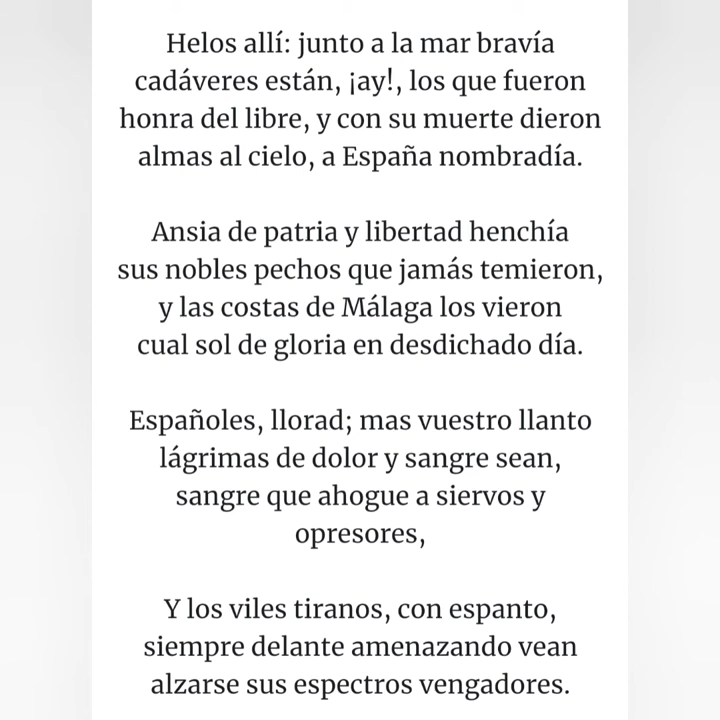 Helos allí: junto a la mar bravía
cadáveres están, ¡ay!, los que fueron
honra del libre, y con su muerte dieron
almas al cielo, a España nombradía.
Ansia de patria y libertad henchía
sus nobles pechos que jamás temieron,
y las costas de Málaga los vieron
cual sol de gloria en desdichado día.
Españoles, llorad; mas vuestro llanto
lágrimas de dolor y sangre sean,
sangre que ahogue a siervos y
opresores,
Y los viles tiranos, con espanto,
siempre delante amenazando vean
alzarse sus espectros vengadores.